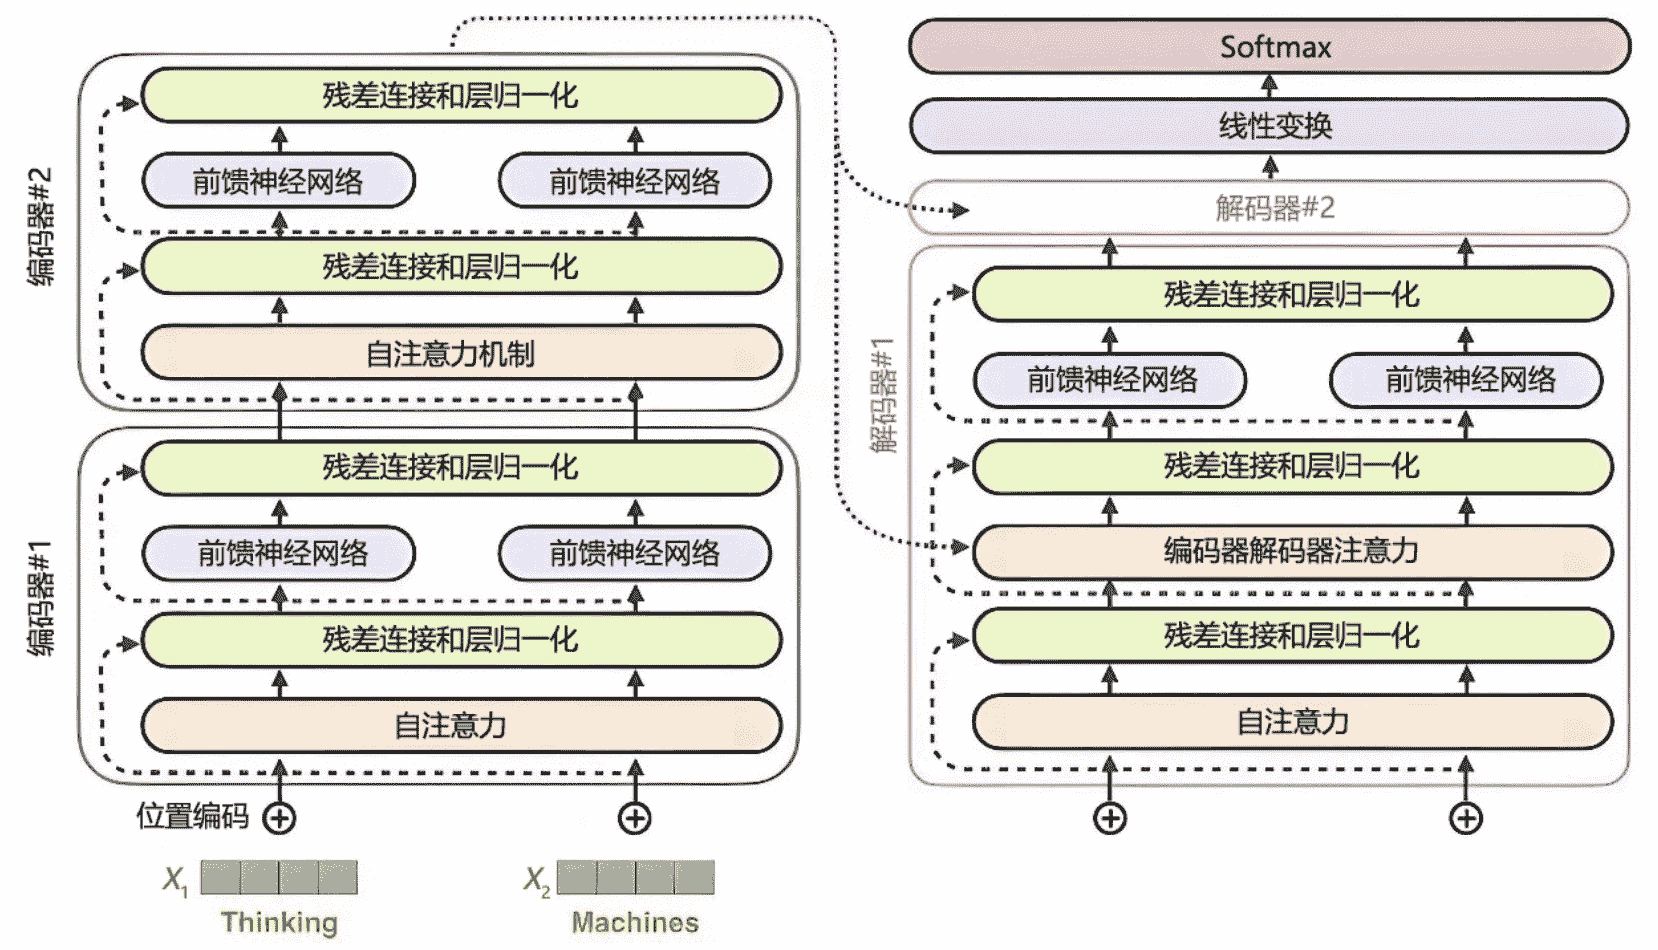 编码器#2
残差连接和层归一化
前馈神经网络
前馈神经网络
残差连接和层归一化
自注意力机制
编码器#1
残差连接和层归一化
前馈神经网络
前馈神经网络
残差连接和层归一化
自注意力
位置编码
X1
X2
Thinking
Machines
Softmax
线性变换
解码器#2
解码器#1
残差连接和层归一化
前馈神经网络
前馈神经网络
残差连接和层归一化
编码器解码器注意力
残差连接和层归一化
自注意力